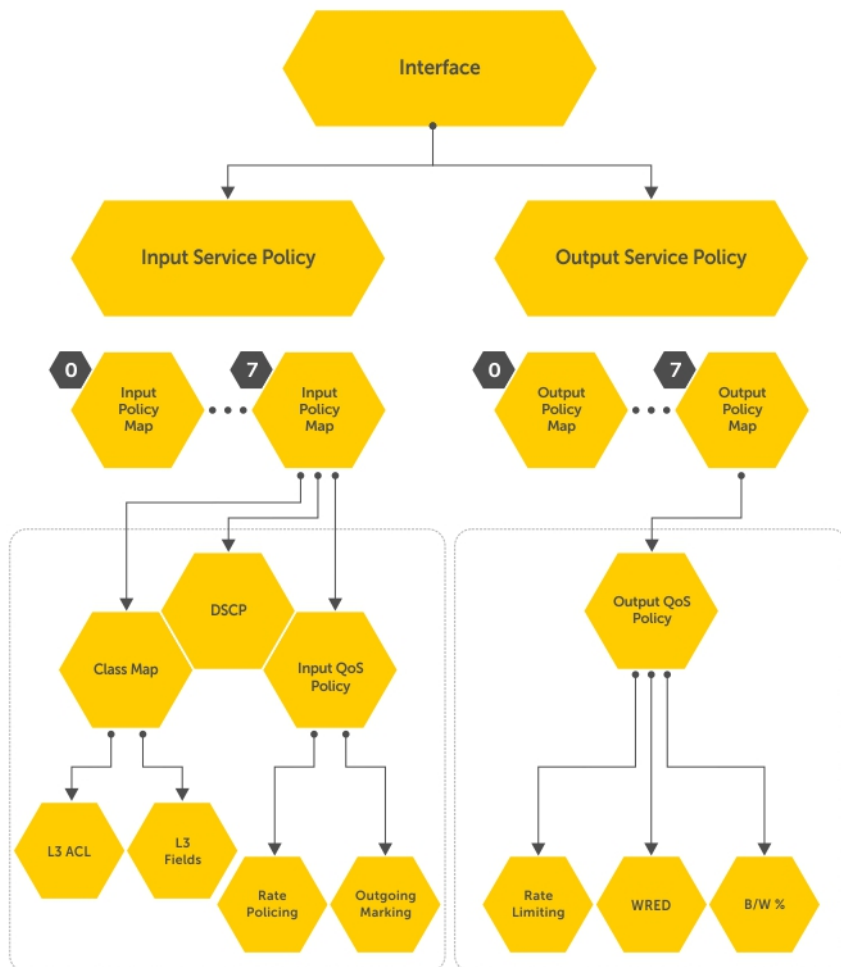 Interface
Input Service Policy
Output Service Policy
0
Input
Policy
Map
7
Input
Policy
Map
0
Output
Policy
Map
7
Output
Policy
Map
DSCP
Class Map
Input QoS
Policy
Output QoS
Policy
L3 ACL
L3
Fields
Rate
Policing
Outgoing
Marking
Rate
Limiting
WRED
B/W %